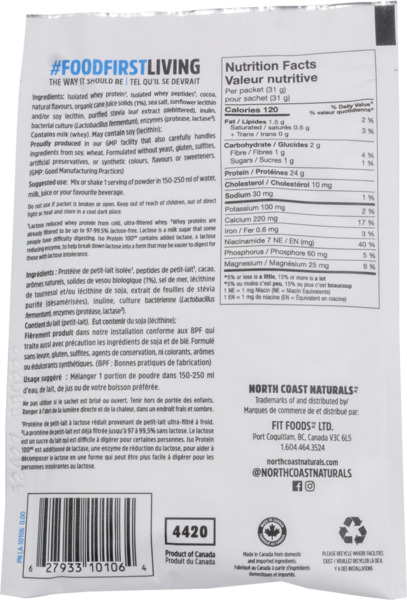 #FOODFIRSTLIVING
THE WAY IT SHOULD BE | TEL QU'IL SE DEVRAIT
Ingredients: Isolated whey protein¹, isolated whey peptides², cocoa,
natural flavours, organic cane juice solids (1%), sea salt, sunflower lecithin
and/or soy lecithin, purified stevia leaf extract (debittered), inulin,
bacterial culture (Lactobacillus fermentum), enzymes (protease, lactase³).
Contains milk (whey). May contain soy (lecithin);
Proudly produced in our GMP facility that also carefully handles
ingredients from soy, wheat. Formulated without yeast, gluten, sulfites,
artificial preservatives, or synthetic colours, flavours or sweeteners.
(GMP: Good Manufacturing Practices)
Suggested use: Mix or shake 1 serving of powder in 150-250 ml of water,
milk, juice or your favourite beverage.
Do not use if packet is broken or open. Keep out of reach of children, out of direct
light or heat and store in a cool dark place.
¹Lactose reduced whey protein from cold, ultra-filtered whey. ²Whey proteins are
already filtered to be up to 97-99.5% lactose-free. Lactose is a milk sugar that some
people have difficulty digesting. Iso Protein 100™ contains added lactase, a lactose
reducing enzyme, to help break down lactose into a form that may be easier to digest for
those with lactose intolerance.
Ingrédients : Protéine de petit-lait isolée¹, peptides de petit-lait², cacao,
arômes naturels, solides de vesou biologique (1%), sel de mer, lécithine
de tournesol et/ou lécithine de soja, extrait de feuilles de stévia
purifié (désamérisées), inuline, culture bactérienne (Lactobacillus
fermentum), enzymes (protéase, lactase³).
Contient du lait (petit-lait). Eut contenir du soja (lécithine);
Fièrement produit dans notre installation conforme aux BPF qui
traite aussi avec précaution les ingrédients de soja et de blé. Formulé
sans levure, gluten, sulfites, agents de conservation, ni colorants, arômes
ou édulcorants synthétiques. (BPF : Bonnes pratiques de fabrication)
Usage suggéré : Mélanger 1 portion de poudre dans 150-250 ml
d'eau, de lait, de jus ou de votre boisson préférée.
Ne pas utilise si le sachet est brisé ou ouvert. Tenir hors de portée des enfants.
Ranger à l'abri de la lumière directe et de la chaleur, dans un endroit frais et sombre.
¹Protéine de petit-lait à lactose réduit provenant de petit-lait ultra-filtré à froid.
²La protéine de petit-lait est déjà filtrée jusqu'à 97 à 99.5% sans lactose. Le lactose
est un sucre du lait qui est difficile à digérer pour certaines personnes. Iso Protein
100™ est additionné de lactase, une enzyme de réduction du lactose, pour aider à
décomposer le lactose en une forme qui peut être plus facile à digérer pour les
personnes intolérantes au lactose.
Nutrition Facts
Valeur nutritive
Per packet (31 g)
pour sachet (31 g)
Calories 120
% Daily Value*
% valeur quotidienne*
Fat / Lipides 1.5 g 2 %
Saturated / saturés 0.5 g
+ Trans / trans 0 g 3 %
Carbohydrate / Glucides 2 g
Fibre / Fibres 1 g 4 %
Sugars / Sucres 1 g 1 %
Protein / Protéines 24 g
Cholesterol / Cholestérol 10 mg
Sodium 30 mg 1 %
Potassium 100 mg 2 %
Calcium 220 mg 17 %
Iron / Fer 0.6 mg 3 %
Niacinamide 7 NE / EN (mg) 40 %
Phosphorus / Phosphore 60 mg 5 %
Magnesium / Magnésium 25 mg 6 %
*5% or less is a little, 15% or more is a lot
*5% ou moins c'est peu, 15% ou plus c'est beaucoup
1 NE = 1 mg Niacin (NE = Niacin Equivalents)
1 EN = 1 mg de niacine (EN = Équivalent en niacine)
NORTH COAST NATURALS™
Trademarks of and distributed by/
Marques de commerce de et distribué par:
FIT FOODS™ LTD.
Port Coquitlam, BC, Canada V3C 6L5
1.604.464.3524
northcoastnaturals.com
@NORTHCOASTNATURALS
PN LA-10106 0.00
6 27933 10106 4
4420
Product of Canada
Produit du Canada
Made in Canada from domestic
and imported ingredients.
Fabriqué au Canada à partir d'ingrédients
domestiques et importés.
PLEASE RECYCLE WHERE FACILITIES
EXIST / VEUILLEZ RECYCLER LÀ OÙ IL
Y A DES INSTALLATIONS